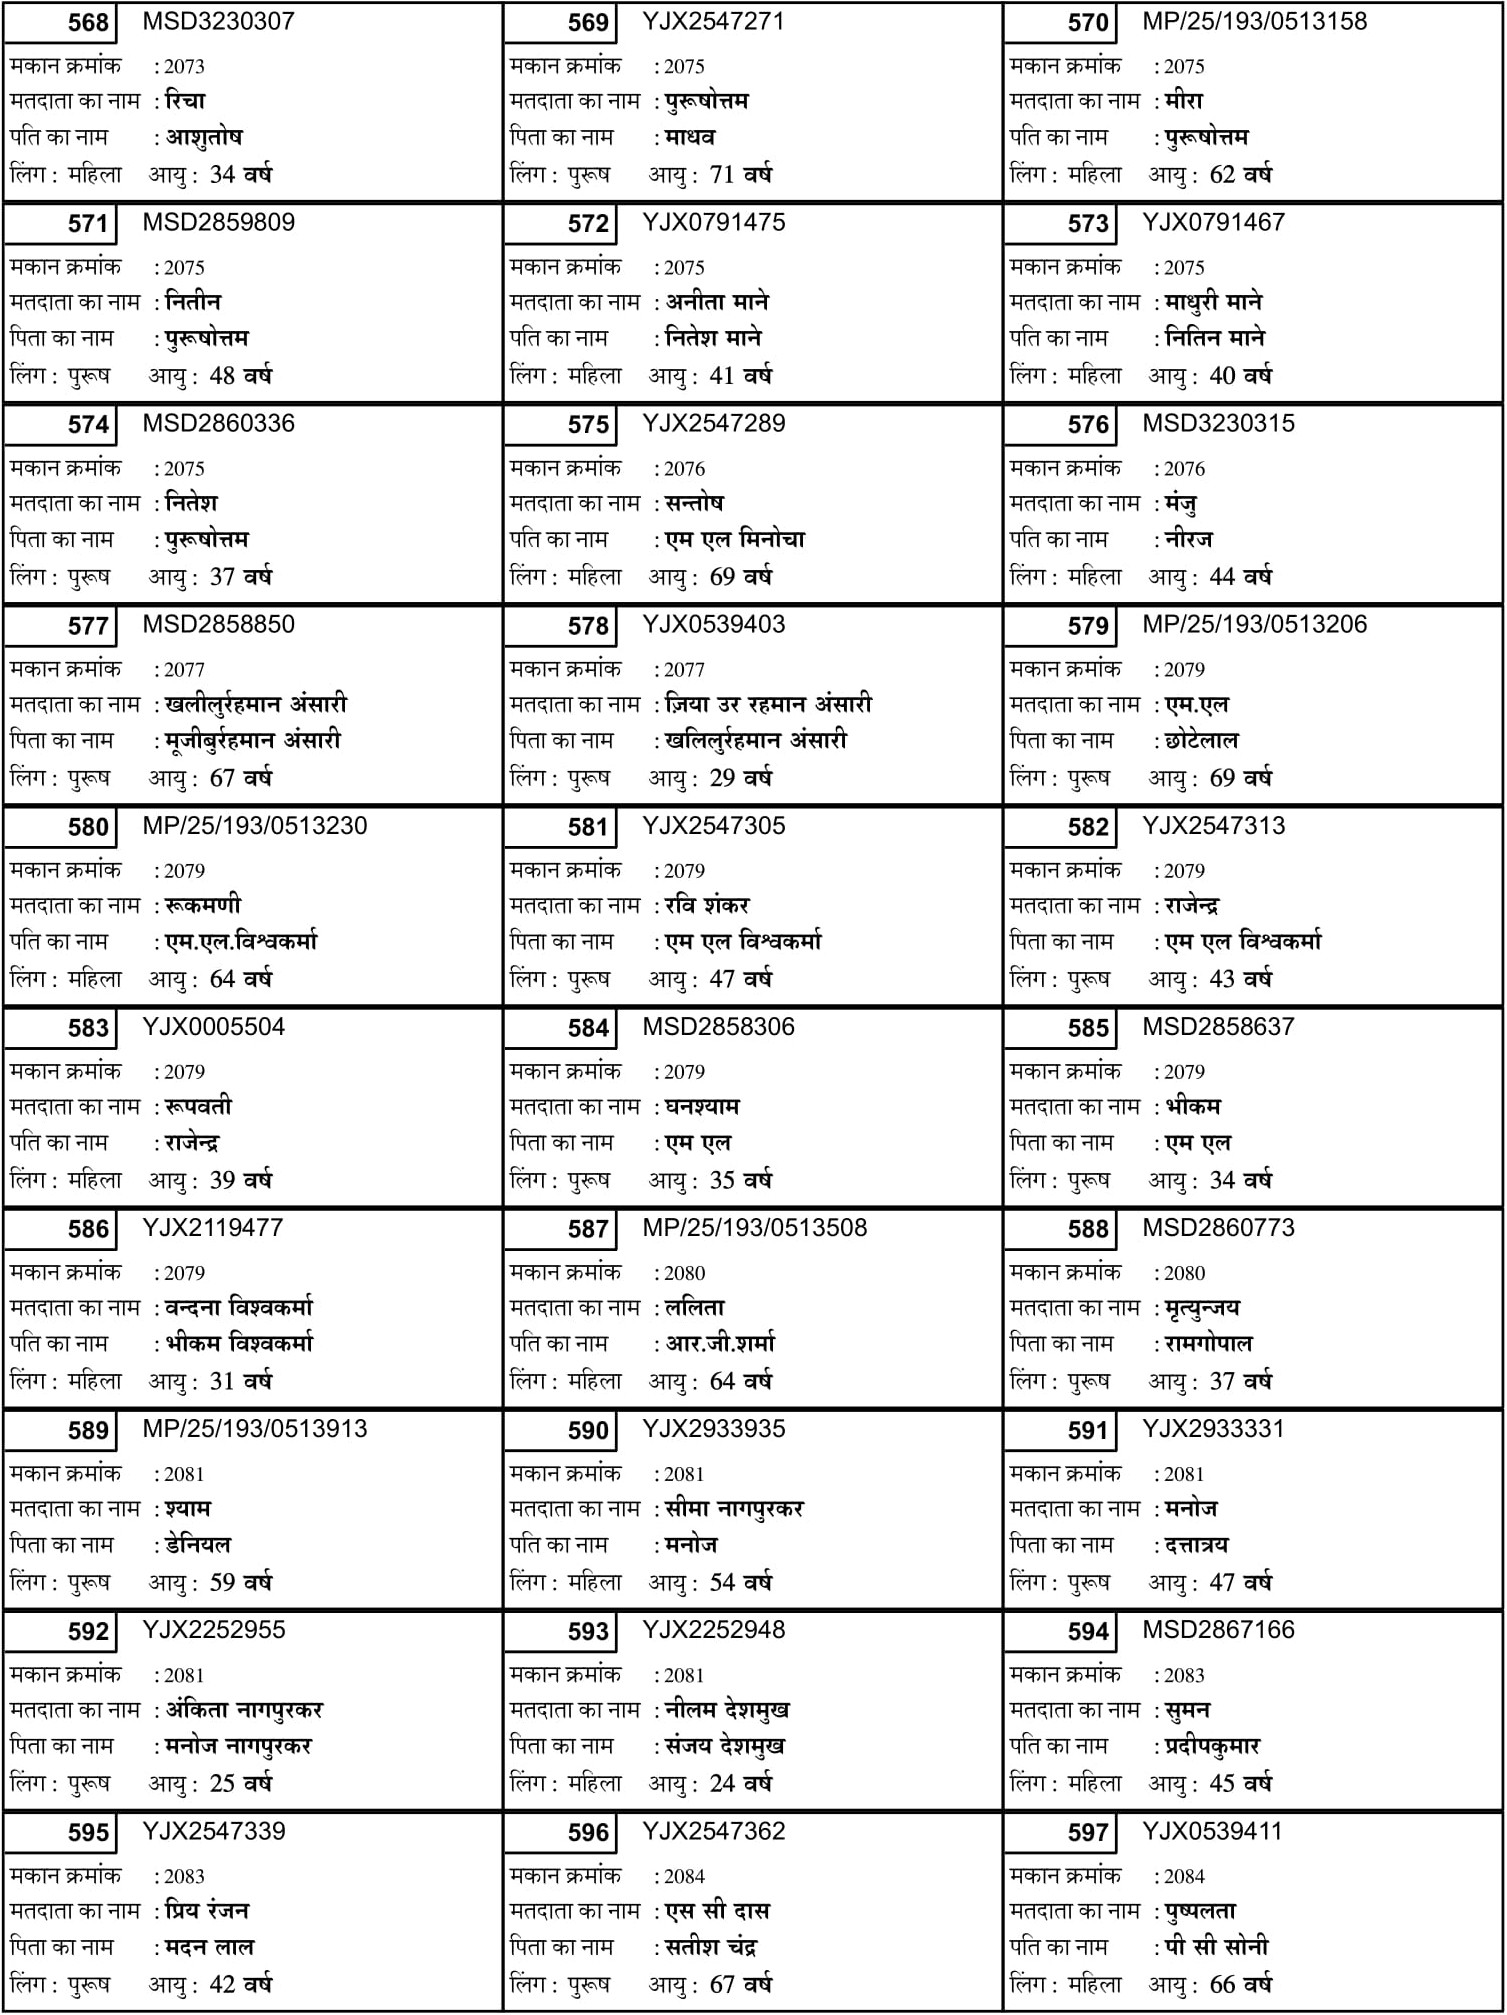 568 MSD3230307
मकान क्रमांक : 2073
मतदाता का नाम : रिचा
पति का नाम : आशुतोष
लिंग : महिला आयु : 34 वर्ष
569 YJX2547271
मकान क्रमांक : 2075
मतदाता का नाम : पुरूषोत्तम
पिता का नाम : माधव
लिंग : पुरूष आयु : 71 वर्ष
570 MP/25/193/0513158
मकान क्रमांक : 2075
मतदाता का नाम : मीरा
पति का नाम : पुरूषोत्तम
लिंग : महिला आयु : 62 वर्ष
571 MSD2859809
मकान क्रमांक : 2075
मतदाता का नाम : नितीन
पिता का नाम : पुरूषोत्तम
लिंग : पुरूष आयु : 48 वर्ष
572 YJX0791475
मकान क्रमांक : 2075
मतदाता का नाम : अनीता माने
पति का नाम : नितेश माने
लिंग : महिला आयु : 41 वर्ष
573 YJX0791467
मकान क्रमांक : 2075
मतदाता का नाम : माधुरी माने
पति का नाम : नितिन माने
लिंग : महिला आयु : 40 वर्ष
574 MSD2860336
मकान क्रमांक : 2075
मतदाता का नाम : नितेश
पिता का नाम : पुरूषोत्तम
लिंग : पुरूष आयु : 37 वर्ष
575 YJX2547289
मकान क्रमांक : 2076
मतदाता का नाम : सन्तोष
पति का नाम : एम एल मिनोचा
लिंग : महिला आयु : 69 वर्ष
576 MSD3230315
मकान क्रमांक : 2076
मतदाता का नाम : मंजु
पति का नाम : नीरज
लिंग : महिला आयु : 44 वर्ष
577 MSD2858850
मकान क्रमांक : 2077
मतदाता का नाम : खलीलुर्रहमान अंसारी
पिता का नाम : मूजीबुर्रहमान अंसारी
लिंग : पुरूष आयु : 67 वर्ष
578 YJX0539403
मकान क्रमांक : 2077
मतदाता का नाम : ज़िया उर रहमान अंसारी
पिता का नाम : खलिलुर्रहमान अंसारी
लिंग : पुरूष आयु : 29 वर्ष
579 MP/25/193/0513206
मकान क्रमांक : 2079
मतदाता का नाम : एम.एल
पिता का नाम : छोटेलाल
लिंग : पुरूष आयु : 69 वर्ष
580 MP/25/193/0513230
मकान क्रमांक : 2079
मतदाता का नाम : रूकमणी
पति का नाम : एम.एल.विश्वकर्मा
लिंग : महिला आयु : 64 वर्ष
581 YJX2547305
मकान क्रमांक : 2079
मतदाता का नाम : रवि शंकर
पिता का नाम : एम एल विश्वकर्मा
लिंग : पुरूष आयु : 47 वर्ष
582 YJX2547313
मकान क्रमांक : 2079
मतदाता का नाम : राजेन्द्र
पिता का नाम : एम एल विश्वकर्मा
लिंग : पुरूष आयु : 43 वर्ष
583 YJX0005504
मकान क्रमांक : 2079
मतदाता का नाम : रूपवती
पति का नाम : राजेन्द्र
लिंग : महिला आयु : 39 वर्ष
584 MSD2858306
मकान क्रमांक : 2079
मतदाता का नाम : घनश्याम
पिता का नाम : एम एल
लिंग : पुरूष आयु : 35 वर्ष
585 MSD2858637
मकान क्रमांक : 2079
मतदाता का नाम : भीकम
पिता का नाम : एम एल
लिंग : पुरूष आयु : 34 वर्ष
586 YJX2119477
मकान क्रमांक : 2079
मतदाता का नाम : वन्दना विश्वकर्मा
पति का नाम : भीकम विश्वकर्मा
लिंग : महिला आयु : 31 वर्ष
587 MP/25/193/0513508
मकान क्रमांक : 2080
मतदाता का नाम : ललिता
पति का नाम : आर.जी.शर्मा
लिंग : महिला आयु : 64 वर्ष
588 MSD2860773
मकान क्रमांक : 2080
मतदाता का नाम : मृत्युन्जय
पिता का नाम : रामगोपाल
लिंग : पुरूष आयु : 37 वर्ष
589 MP/25/193/0513913
मकान क्रमांक : 2081
मतदाता का नाम : श्याम
पिता का नाम : डेनियल
लिंग : पुरूष आयु : 59 वर्ष
590 YJX2933935
मकान क्रमांक : 2081
मतदाता का नाम : सीमा नागपुरकर
पति का नाम : मनोज
लिंग : महिला आयु : 54 वर्ष
591 YJX2933331
मकान क्रमांक : 2081
मतदाता का नाम : मनोज
पिता का नाम : दत्तात्रय
लिंग : पुरूष आयु : 47 वर्ष
592 YJX2252955
मकान क्रमांक : 2081
मतदाता का नाम : अंकिता नागपुरकर
पिता का नाम : मनोज नागपुरकर
लिंग : पुरूष आयु : 25 वर्ष
593 YJX2252948
मकान क्रमांक : 2081
मतदाता का नाम : नीलम देशमुख
पिता का नाम : संजय देशमुख
लिंग : महिला आयु : 24 वर्ष
594 MSD2867166
मकान क्रमांक : 2083
मतदाता का नाम : सुमन
पति का नाम : प्रदीपकुमार
लिंग : महिला आयु : 45 वर्ष
595 YJX2547339
मकान क्रमांक : 2083
मतदाता का नाम : प्रिय रंजन
पिता का नाम : मदन लाल
लिंग : पुरूष आयु : 42 वर्ष
596 YJX2547362
मकान क्रमांक : 2084
मतदाता का नाम : एस सी दास
पिता का नाम : सतीश चंद्र
लिंग : पुरूष आयु : 67 वर्ष
597 YJX0539411
मकान क्रमांक : 2084
मतदाता का नाम : पुष्पलता
पति का नाम : पी सी सोनी
लिंग : महिला आयु : 66 वर्ष